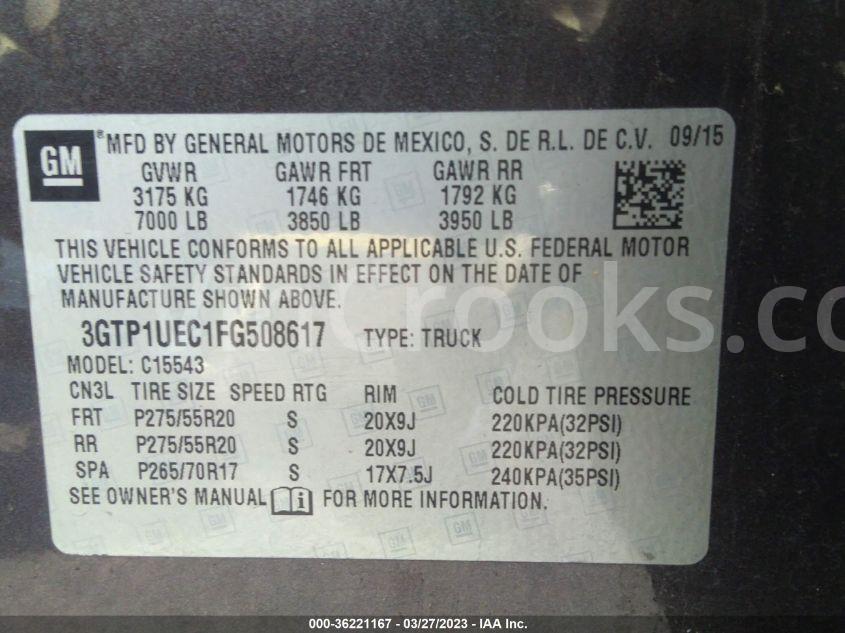 GM ® MFD BY GENERAL MOTORS DE MEXICO, S. DE R.L. DE C.V. 09/15
GVWR GAWR FRT GAWR RR
3175 KG 1746 KG 1792 KG
7000 LB 3850 LB 3950 LB
THIS VEHICLE CONFORMS TO ALL APPLICABLE U.S. FEDERAL MOTOR
VEHICLE SAFETY STANDARDS IN EFFECT ON THE DATE OF
MANUFACTURE SHOWN ABOVE.
3GTP1UEC1FG508617 TYPE: TRUCK
MODEL: C15543
CN3L TIRE SIZE SPEED RTG RIM COLD TIRE PRESSURE
FRT P275/55R20 S 20X9J 220KPA(32PSI)
RR P275/55R20 S 20X9J 220KPA(32PSI)
SPA P265/70R17 S 17X7.5J 240KPA(35PSI)
SEE OWNER'S MANUAL i FOR MORE INFORMATION.
000-36221167 - 03/27/2023 - IAA Inc.